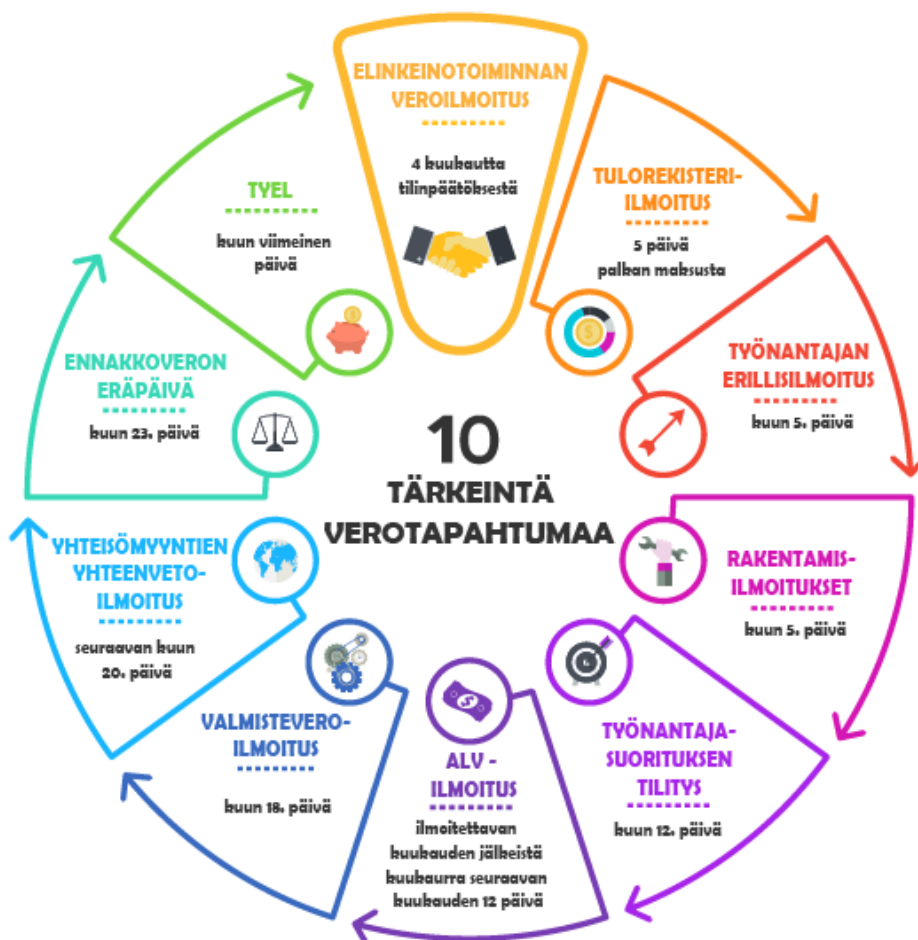 ELINKEINOTOIMINNAN
VEROILMOITUS
4 kuukautta
tilinpäätöksestä
TULOREKISTERI-
ILMOITUS
5 päivä
palkan maksusta
TYÖNANTAJAN
ERILLISILMOITUS
kuun 5. päivä
RAKENTAMIS-
ILMOITUKSET
kuun 5. päivä
TYÖNANTAJA-
SUORITUKSEN
TILITYS
kuun 12. päivä
ALV -
ILMOITUS
ilmoitettavan
kuukauden jälkeistä
kuukaurra seuraavan
kuukauden 12 päivä
VALMISTEVERO-
ILMOITUS
kuun 18. päivä
YHTEISÖMYYNTIEN
YHTEENVETO-
ILMOITUS
seuraavan kuun
20. päivä
ENNAKKOVERON
ERÄPÄIVÄ
kuun 23. päivä
TYEL
kuun viimeinen
päivä
10
TÄRKEINTÄ
VEROTAPAHTUMAA